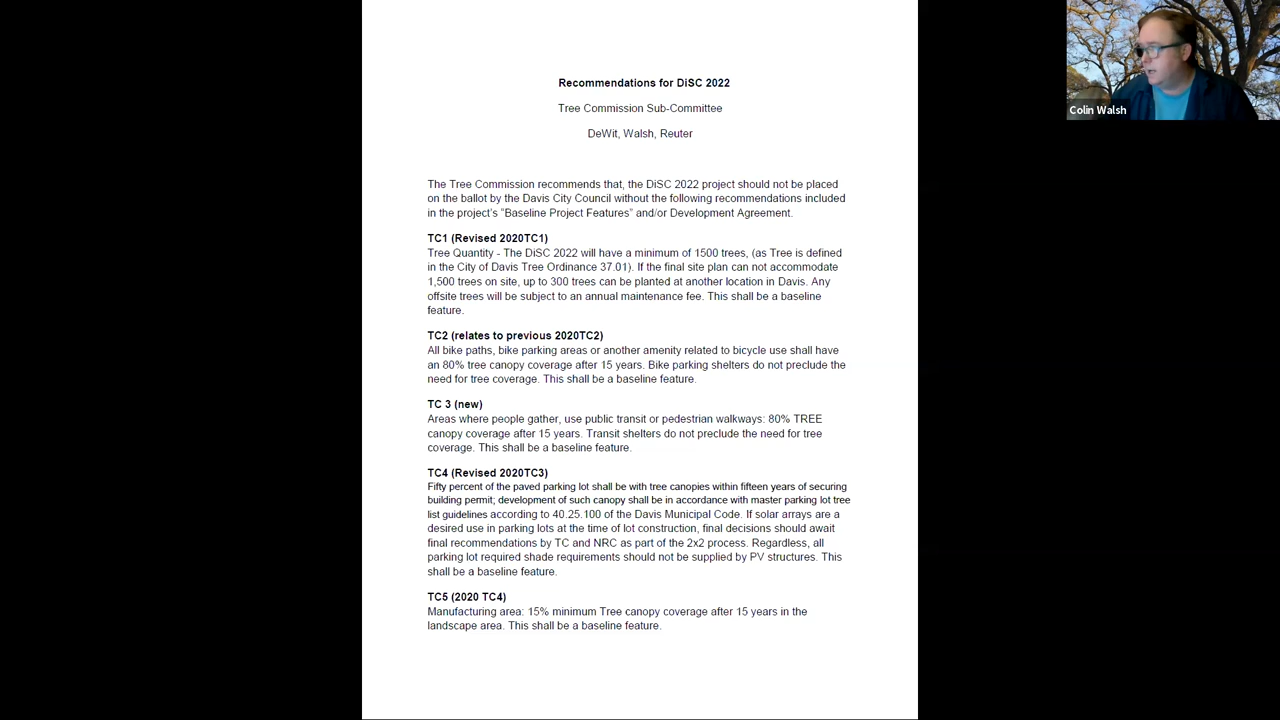 Recommendations for DiSC 2022
Tree Commission Sub-Committee
DeWit, Walsh, Reuter
The Tree Commission recommends that, the DiSC 2022 project should not be placed
on the ballot by the Davis City Council without the following recommendations included
in the project's "Baseline Project Features" and/or Development Agreement.
TC1 (Revised 2020TC1)
Tree Quantity - The DiSC 2022 will have a minimum of 1500 trees, (as Tree is defined
in the City of Davis Tree Ordinance 37.01). If the final site plan can not accommodate
1,500 trees on site, up to 300 trees can be planted at another location in Davis. Any
offsite trees will be subject to an annual maintenance fee. This shall be a baseline
feature.
TC2 (relates to previous 2020TC2)
All bike paths, bike parking areas or another amenity related to bicycle use shall have
an 80% tree canopy coverage after 15 years. Bike parking shelters do not preclude the
need for tree coverage. This shall be a baseline feature.
TC 3 (new)
Areas where people gather, use public transit or pedestrian walkways: 80% TREE
canopy coverage after 15 years. Transit shelters do not preclude the need for tree
coverage. This shall be a baseline feature.
TC4 (Revised 2020TC3)
Fifty percent of the paved parking lot shall be with tree canopies within fifteen years of securing
building permit; development of such canopy shall be in accordance with master parking lot tree
list guidelines according to 40.25.100 of the Davis Municipal Code. If solar arrays are a
desired use in parking lots at the time of lot construction, final decisions should await
final recommendations by TC and NRC as part of the 2x2 process. Regardless, all
parking lot required shade requirements should not be supplied by PV structures. This
shall be a baseline feature.
TC5 (2020 TC4)
Manufacturing area: 15% minimum Tree canopy coverage after 15 years in the
landscape area. This shall be a baseline feature.
Colin Walsh